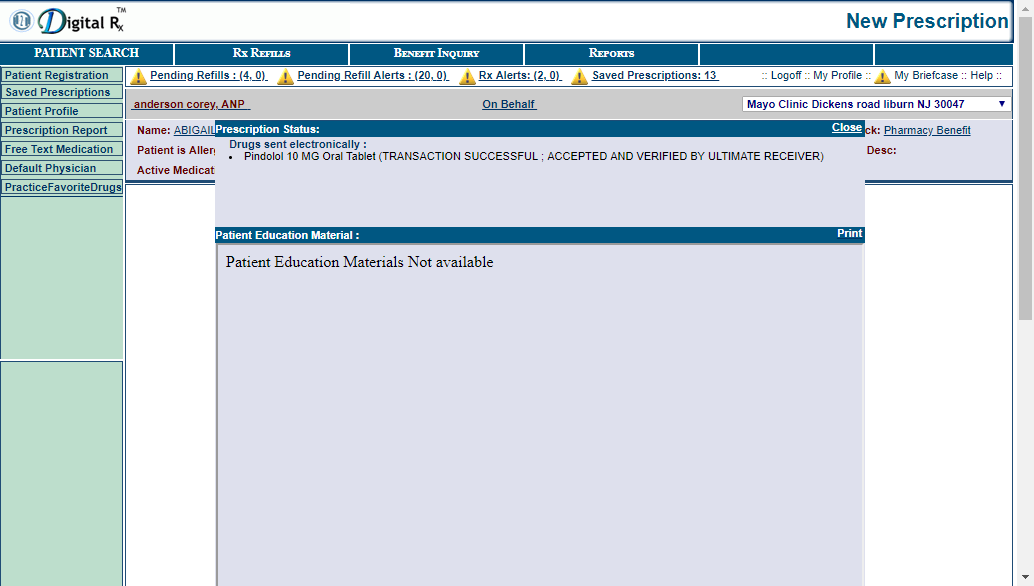 Digital Rx TM
New Prescription
PATIENT SEARCH RX REFILLS BENEFIT INQUIRY REPORTS
Patient Registration
Saved Prescriptions
Patient Profile
Prescription Report
Free Text Medication
Default Physician
PracticeFavoriteDrugs
Pending Refills : (4, 0) Pending Refill Alerts : (20, 0) Rx Alerts: (2, 0) Saved Prescriptions: 13 :: Logoff :: My Profile :: My Briefcase :: Help ::
anderson corey, ANP On Behalf Mayo Clinic Dickens road liburn NJ 30047
Name: ABIGAIL
Patient is Aller
Active Medicat
ck: Pharmacy Benefit
Desc:
Prescription Status: Close
Drugs sent electronically :
• Pindolol 10 MG Oral Tablet (TRANSACTION SUCCESSFUL ; ACCEPTED AND VERIFIED BY ULTIMATE RECEIVER)
Patient Education Material : Print
Patient Education Materials Not available